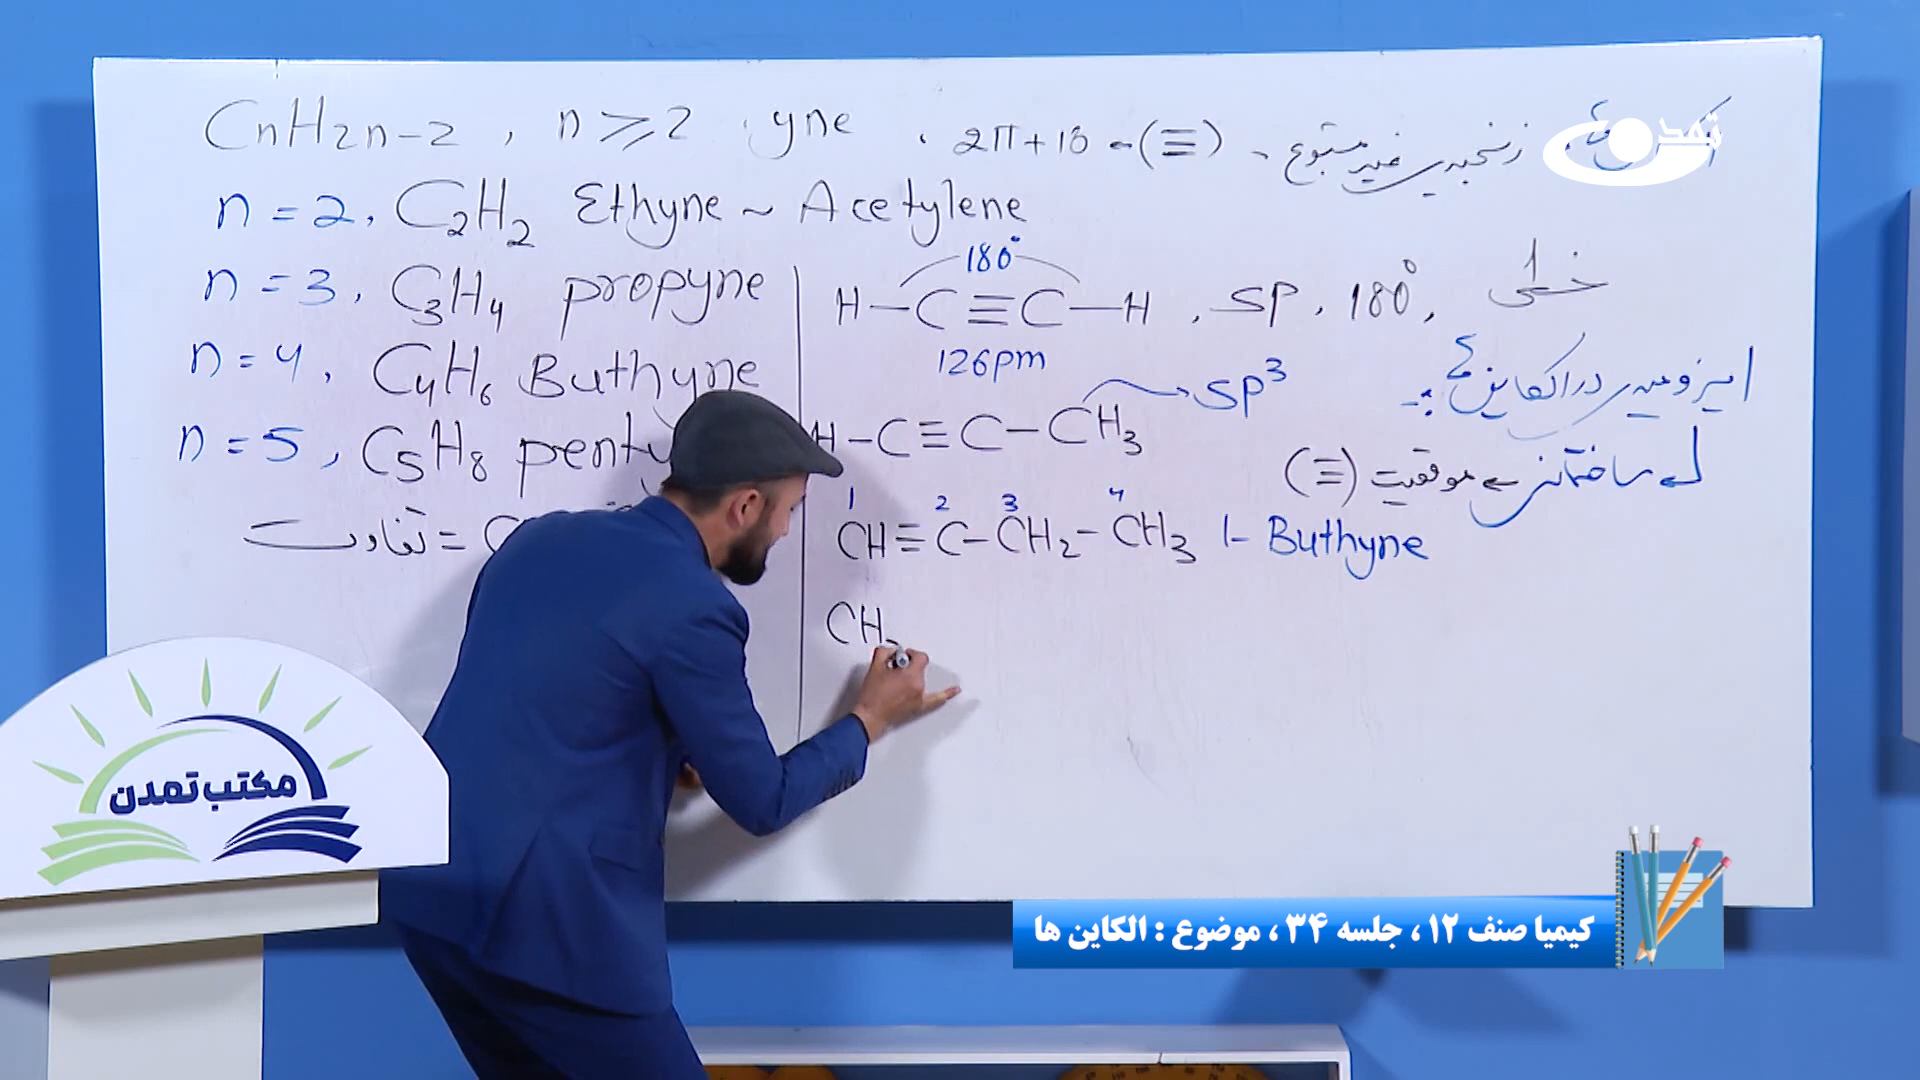 CnH2n-2 , n ≥ 2 , yne , 2π+1δ -(≡) - زنجیری غیر مشبوع
تمدن
n = 2, C2H2 Ethyne ~ Acetylene
n = 3, C3H4 propyne
n = 4, C4H6 Buthyne
n = 5, C5H8 penty
تفاوت = C
180°
H-C≡C-H , SP, 180°, خطی
126pm
H-C≡C-CH3 → SP3
ایزومیری در الکاین ها :-
ساختمانی موقعیت (≡)
1 2 3 4
CH≡C-CH2-CH3 1- Buthyne
CH
مکتب تمدن
کیمیا صنف ۱۲ ، جلسه ۳۴ ، موضوع : الکاین ها